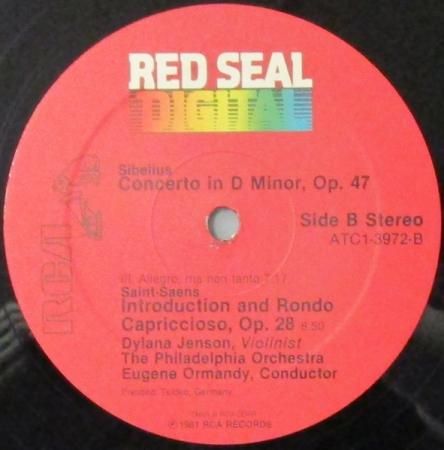 RED SEAL
DIGITAL
Sibelius
Concerto in D Minor, Op. 47
Side B Stereo
ATC1-3972-B
RCA
III. Allegro, ma non tanto 7:17
Saint-Saens
Introduction and Rondo
Capriccioso, Op. 28 8:50
Dylana Jenson, Violinist
The Philadelphia Orchestra
Eugene Ormandy, Conductor
Pressed: Teldec, Germany
℗ 1981 RCA RECORDS